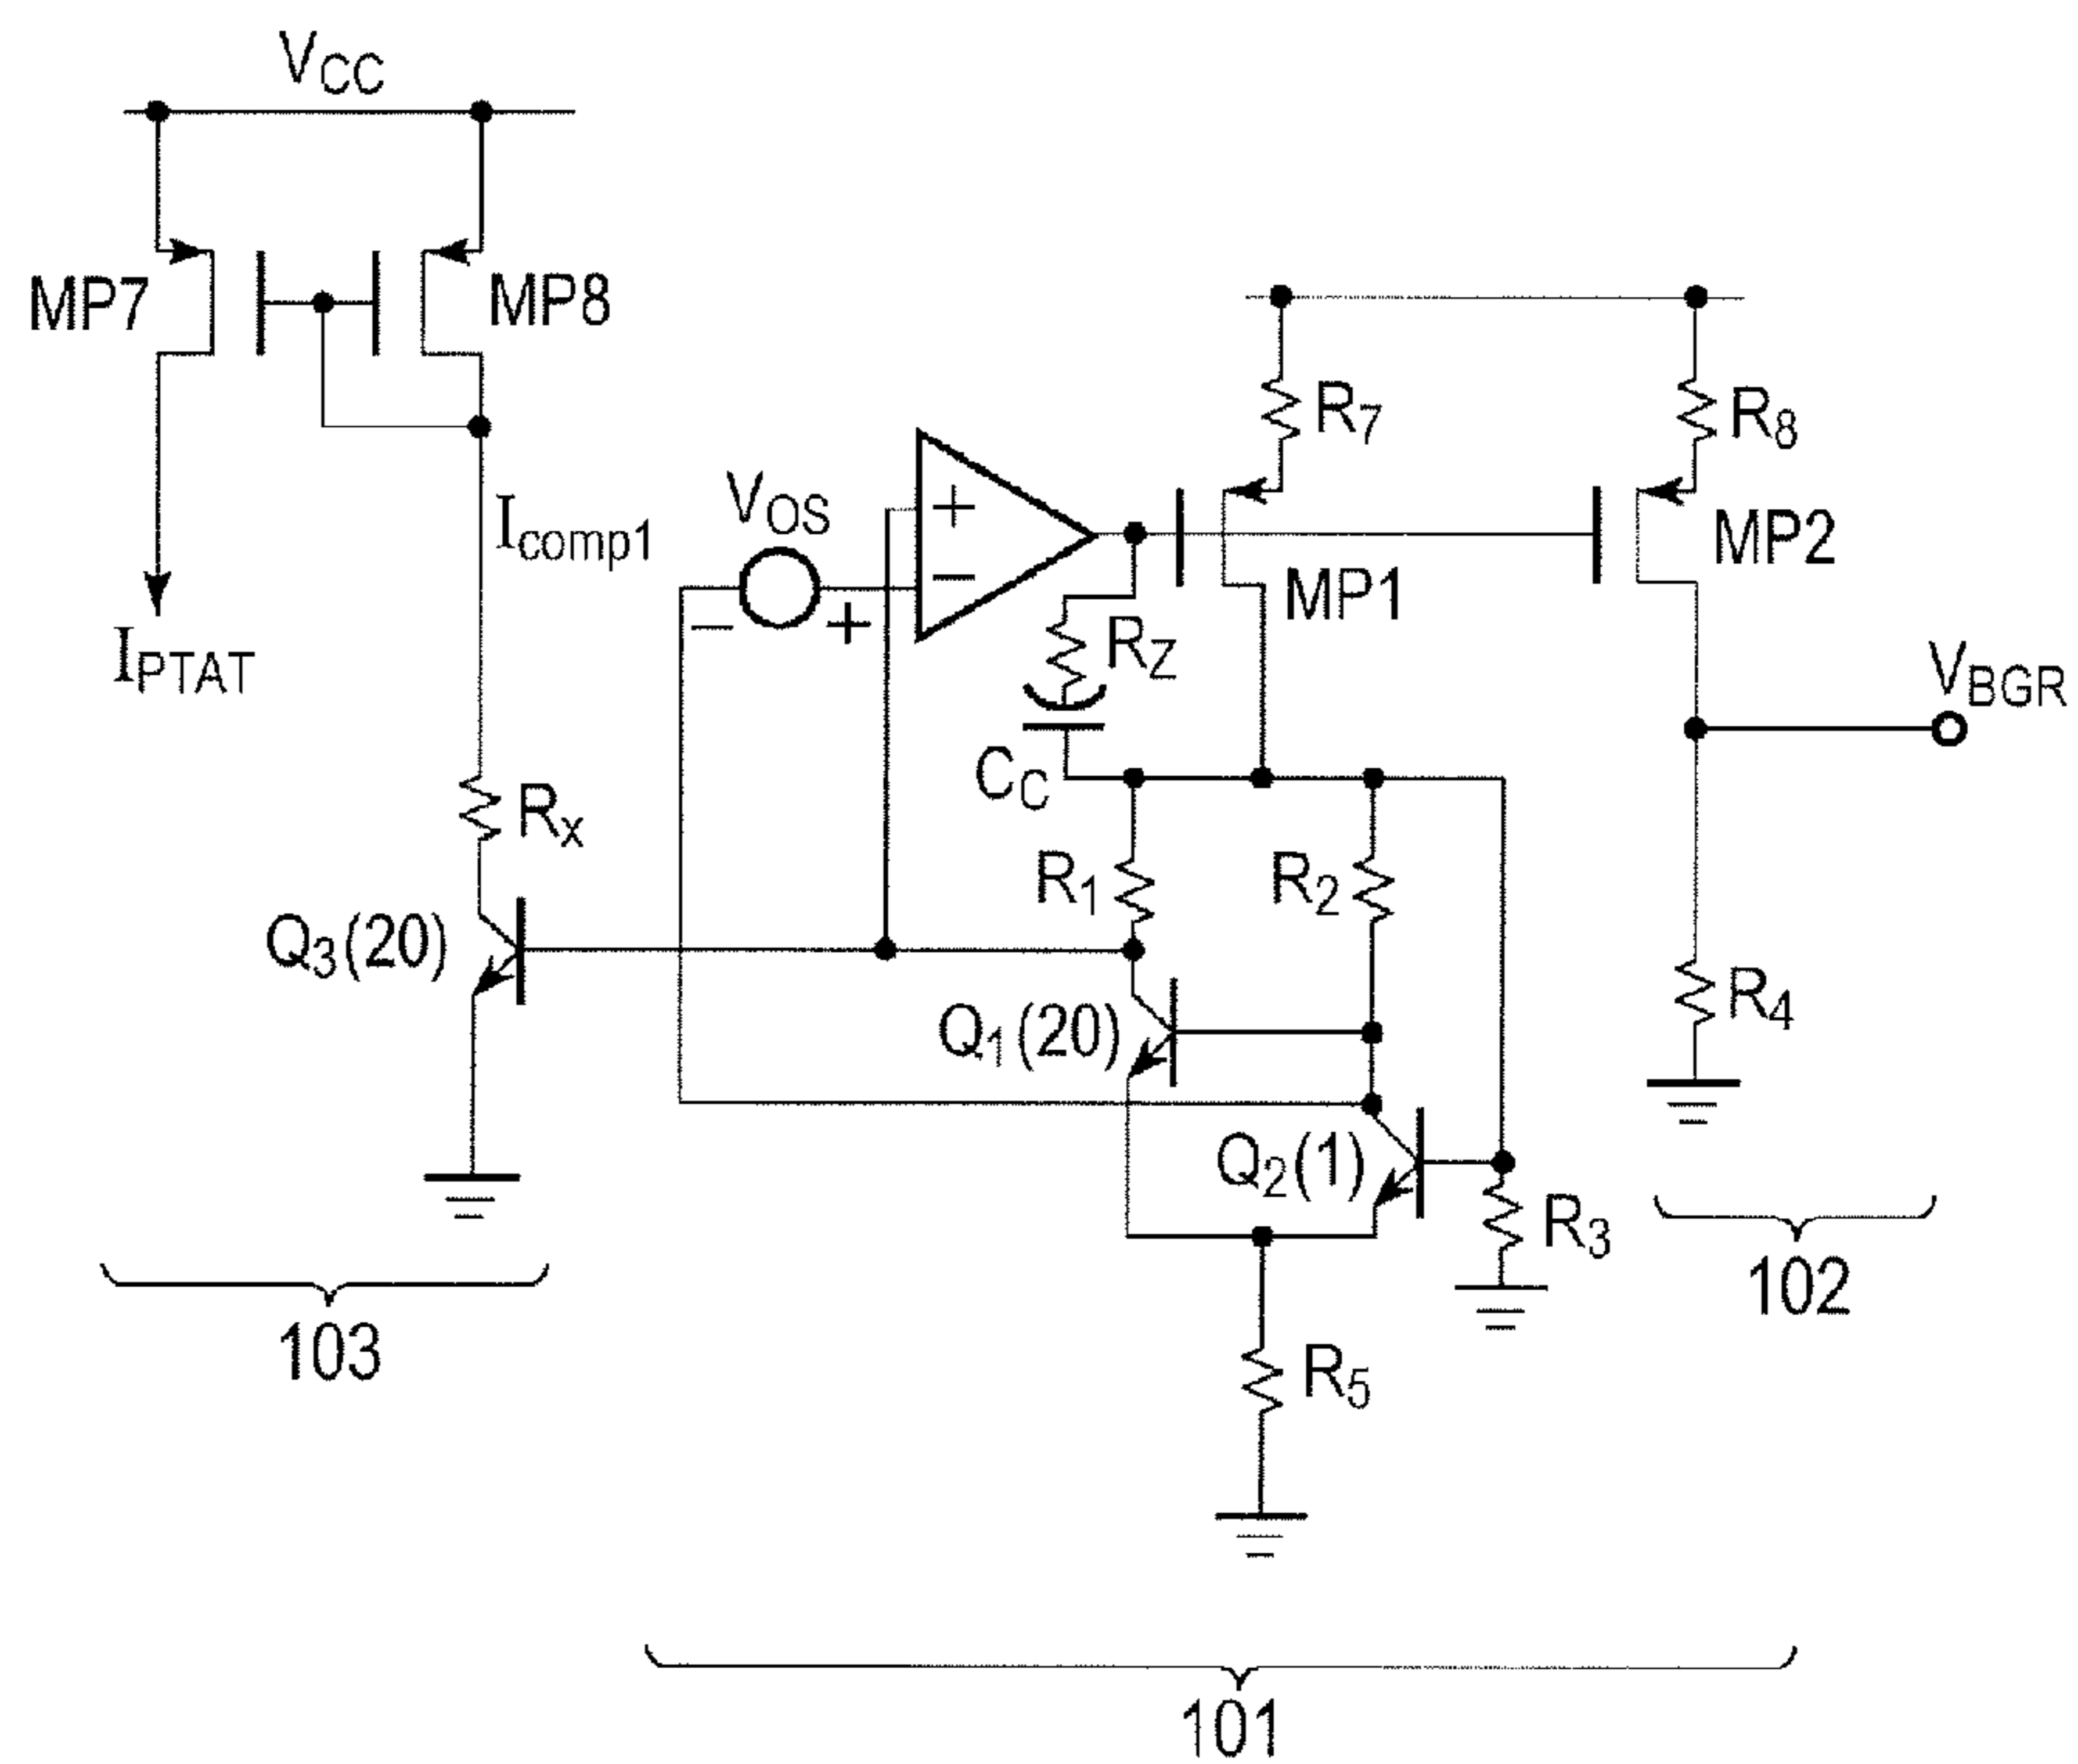 VCC
MP7
MP8
R7
R8
VOS
+
−
Icomp1
MP2
− +
MP1
IPTAT
RZ
VBGR
CC
Rx
R1
R2
Q3(20)
Q1(20)
R4
Q2(1)
R3
102
103
R5
101